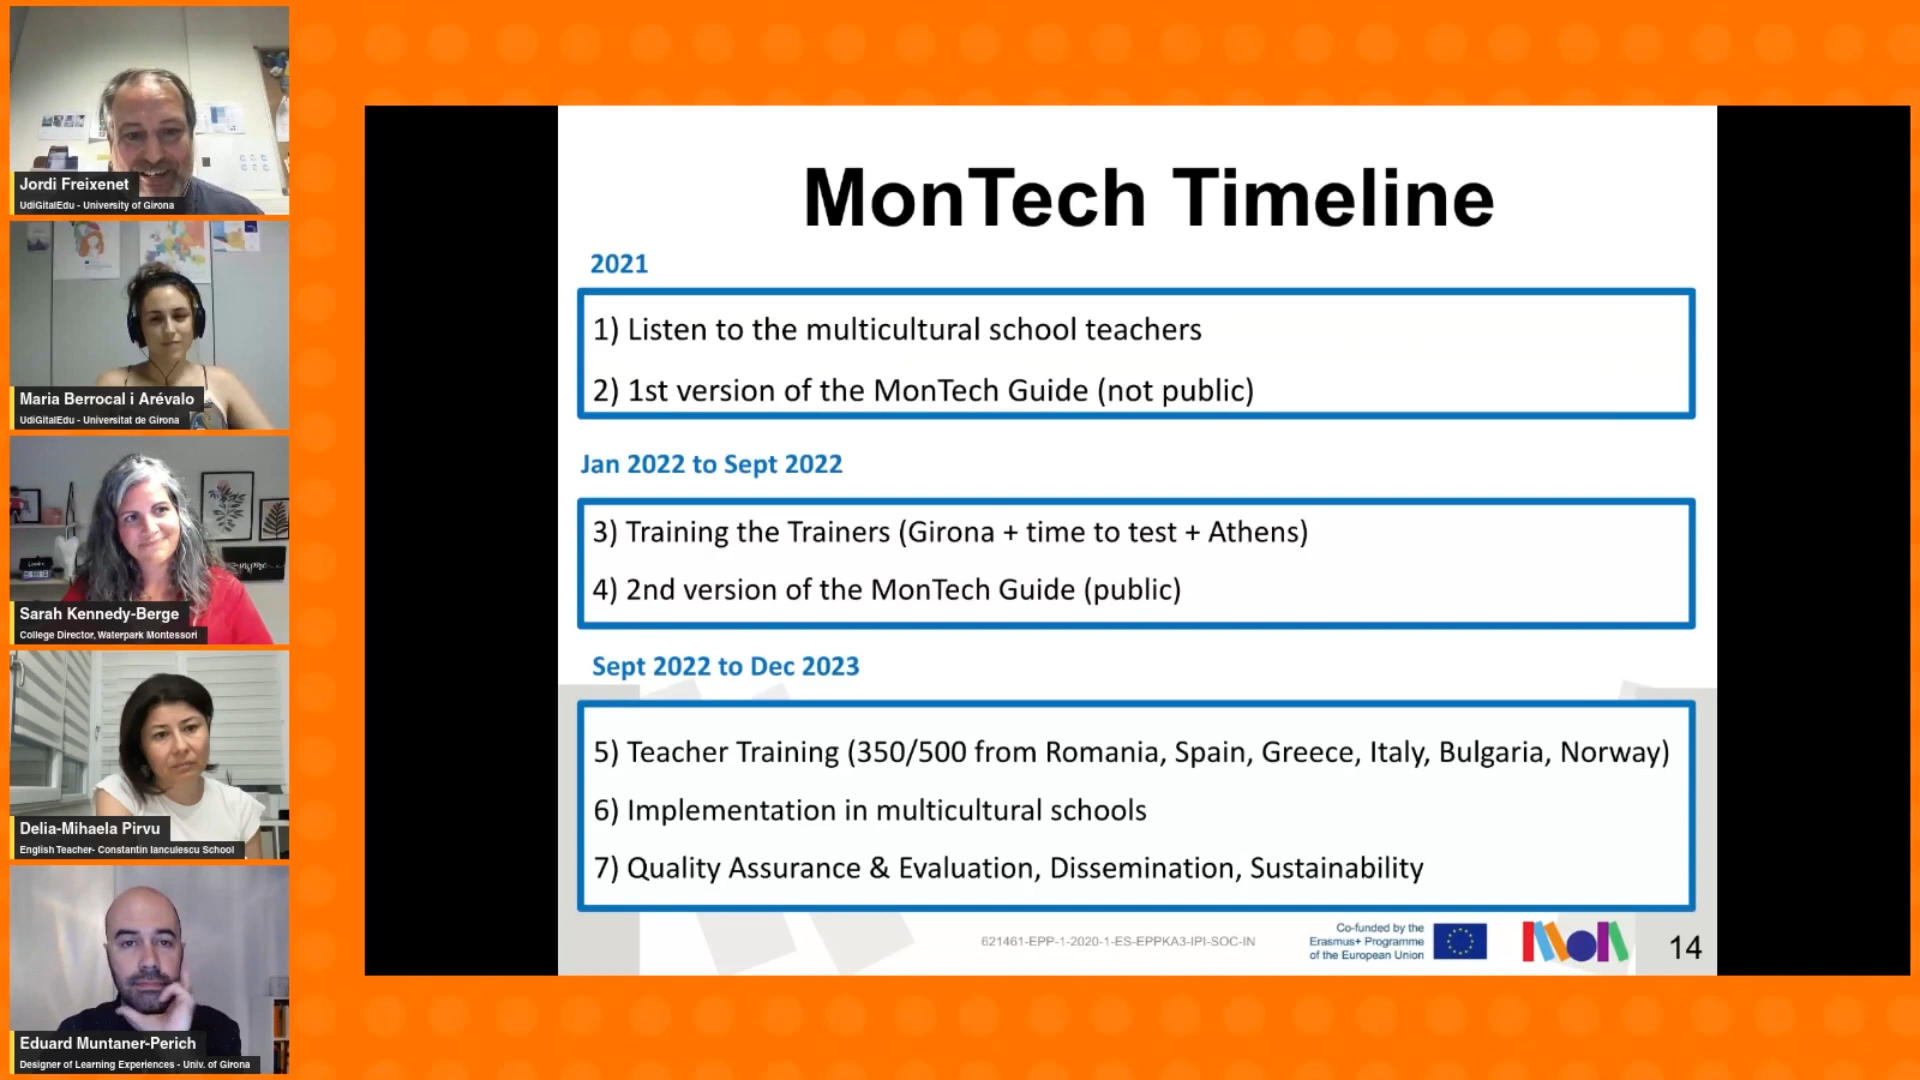 Jordi Freixenet
UdiGitalEdu - University of Girona
Maria Berrocal i Arévalo
UdiGitalEdu - Universitat de Girona
Sarah Kennedy-Berge
College Director, Waterpark Montessori
Delia-Mihaela Pirvu
English Teacher- Constantin Ianculescu School
Eduard Muntaner-Perich
Designer of Learning Experiences - Univ. of Girona
MonTech Timeline
2021
1) Listen to the multicultural school teachers
2) 1st version of the MonTech Guide (not public)
Jan 2022 to Sept 2022
3) Training the Trainers (Girona + time to test + Athens)
4) 2nd version of the MonTech Guide (public)
Sept 2022 to Dec 2023
5) Teacher Training (350/500 from Romania, Spain, Greece, Italy, Bulgaria, Norway)
6) Implementation in multicultural schools
7) Quality Assurance & Evaluation, Dissemination, Sustainability
621461-EPP-1-2020-1-ES-EPPKA3-IPI-SOC-IN
Co-funded by the
Erasmus+ Programme
of the European Union
14